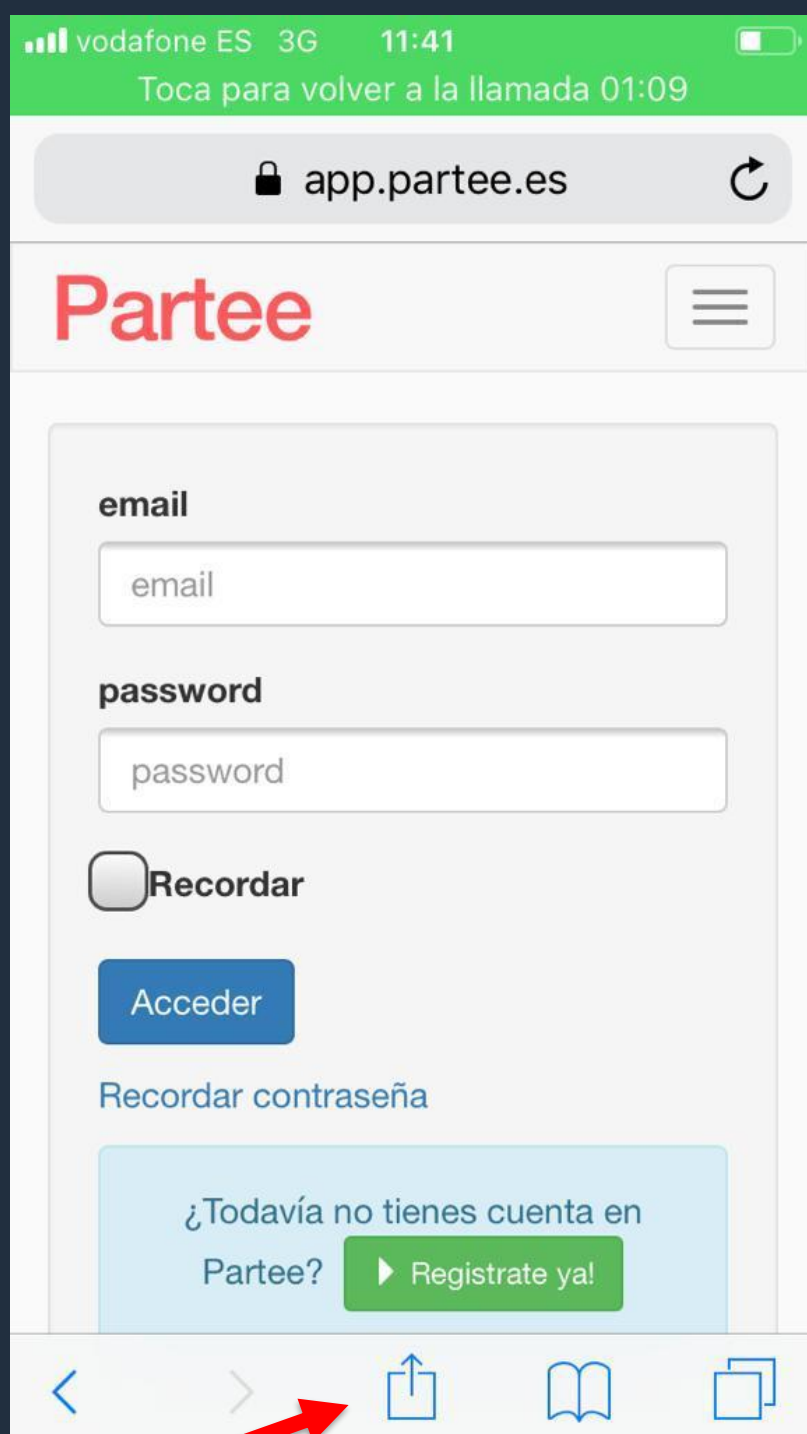 vodafone ES 3G 11:41
Toca para volver a la llamada 01:09
app.partee.es
Partee
email
email
password
password
Recordar
Acceder
Recordar contraseña
¿Todavía no tienes cuenta en
Partee? Registrate ya!